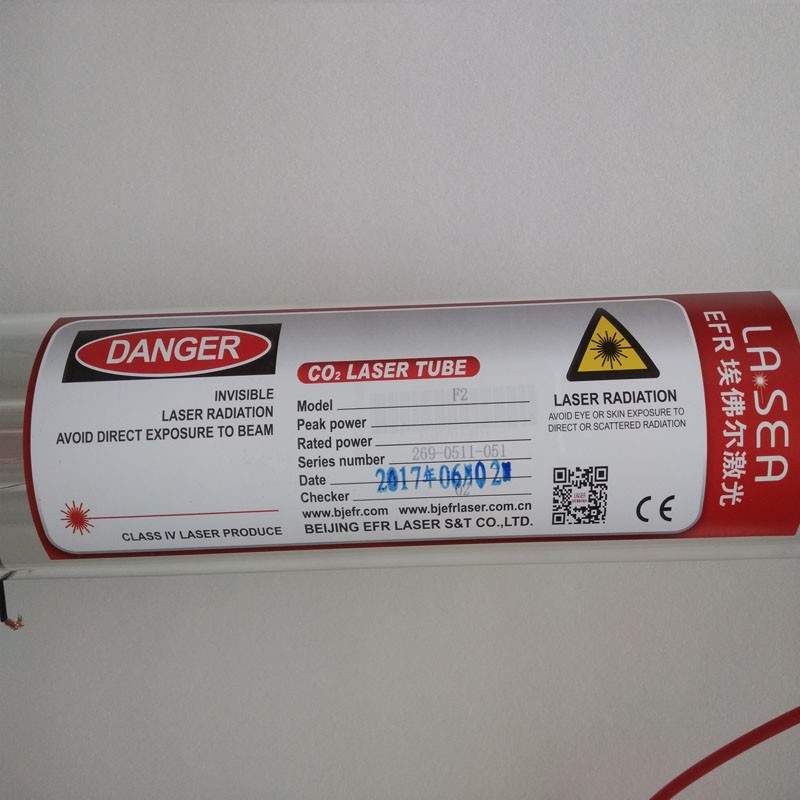 DANGER
INVISIBLE
LASER RADIATION
AVOID DIRECT EXPOSURE TO BEAM
CLASS IV LASER PRODUCE
CO₂ LASER TUBE
Model F2
Peak power
Rated power
Series number 269-0511-051
Date 2017年06月02日
Checker 02
www.bjefr.com www.bjefrlaser.com.cn
BEIJING EFR LASER S&T CO.,LTD.
LASER RADIATION
AVOID EYE OR SKIN EXPOSURE TO
DIRECT OR SCATTERED RADIATION
CE
LASEA
EFR 埃佛尔激光